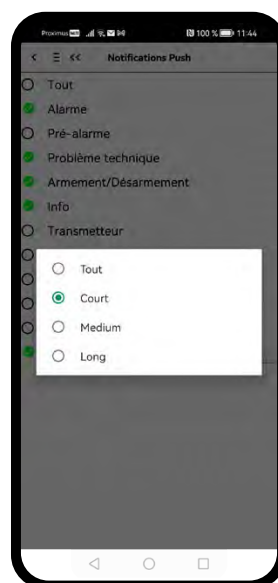 Proximus 100 % 11:44
Notifications Push
Tout
Alarme
Pré-alarme
Problème technique
Armement/Désarmement
Info
Transmetteur
Tout
Court
Medium
Long